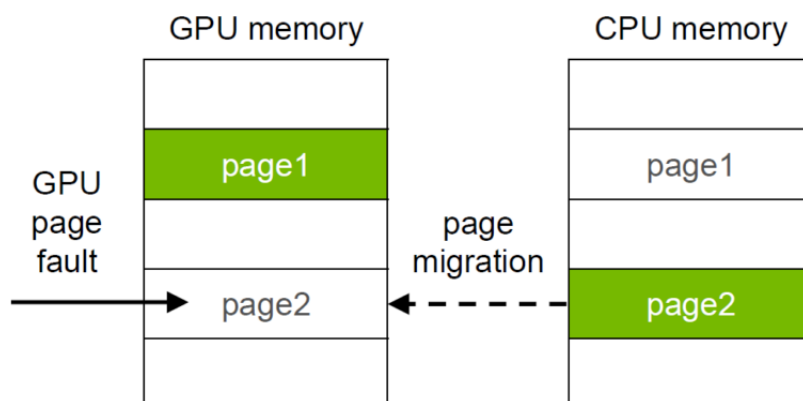 GPU memory
CPU memory
page1
page1
GPU
page
fault
page
migration
page2
page2